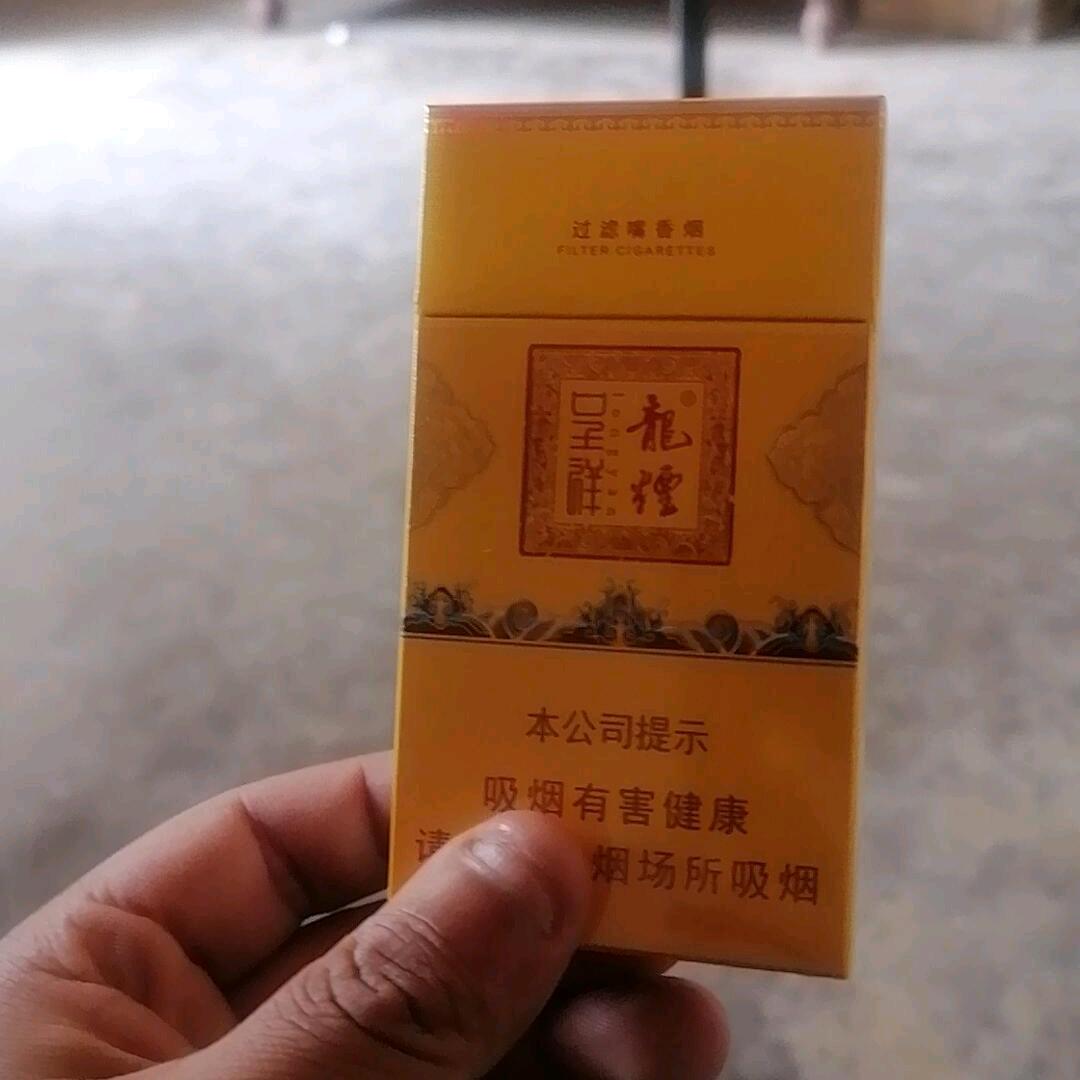 过滤嘴香烟
FILTER CIGARETTES
龍煙
longyan
呈祥
本公司提示
吸烟有害健康
请 烟场所吸烟